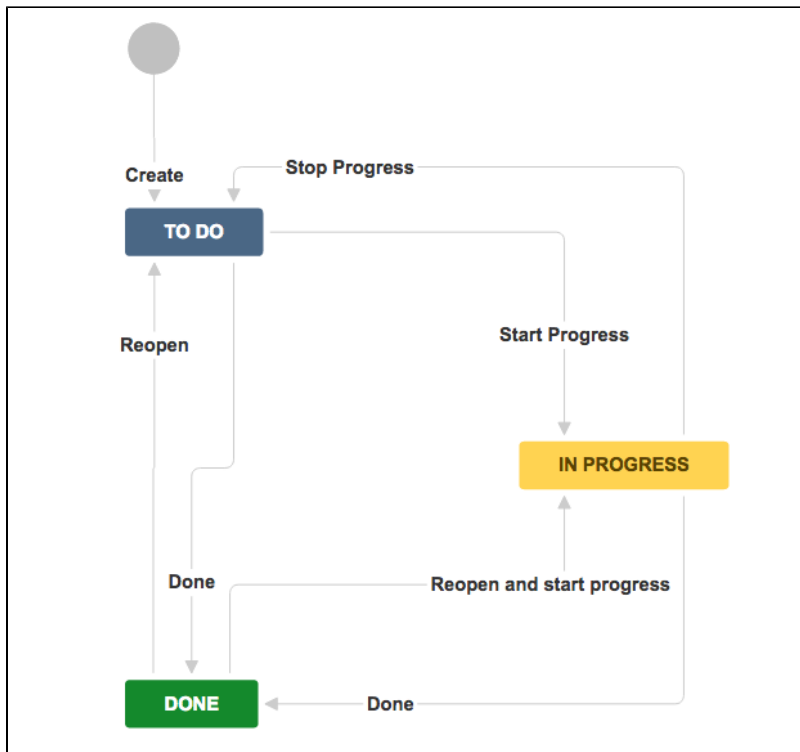 Create
Stop Progress
TO DO
Start Progress
Reopen
IN PROGRESS
Done
Reopen and start progress
DONE
Done